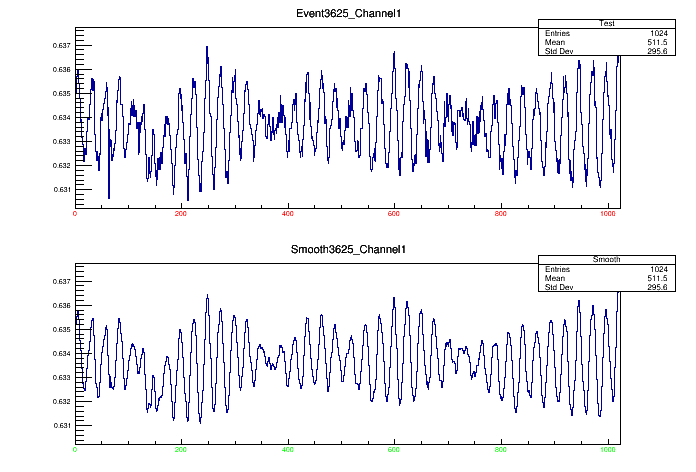 Event3625_Channel1
Test
Entries 1024
Mean 511.5
Std Dev 295.6
0.637
0.636
0.635
0.634
0.633
0.632
0.631
0 200 400 600 800 1000
Smooth3625_Channel1
Smooth
Entries 1024
Mean 511.5
Std Dev 295.6
0.637
0.636
0.635
0.634
0.633
0.632
0.631
0 200 400 600 800 1000